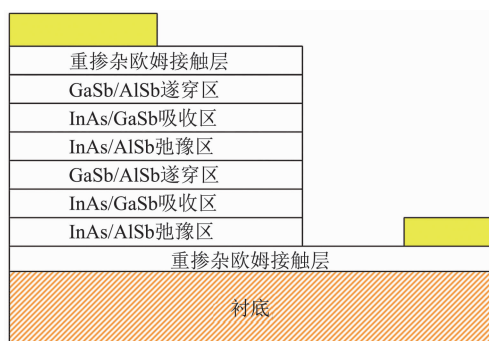 重掺杂欧姆接触层
GaSb/AlSb遂穿区
InAs/GaSb吸收区
InAs/AlSb弛豫区
GaSb/AlSb遂穿区
InAs/GaSb吸收区
InAs/AlSb弛豫区
重掺杂欧姆接触层
衬底